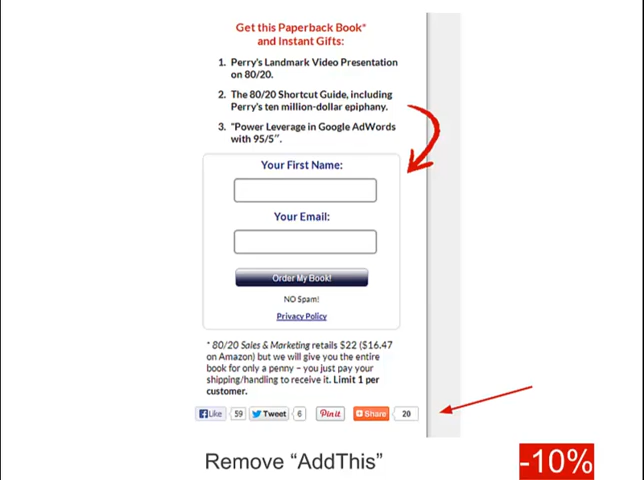 Get this Paperback Book*
and Instant Gifts:
1. Perry's Landmark Video Presentation
on 80/20.
2. The 80/20 Shortcut Guide, including
Perry's ten million-dollar epiphany.
3. "Power Leverage in Google AdWords
with 95/5".
Your First Name:
Your Email:
Order My Book!
NO Spam!
Privacy Policy
* 80/20 Sales & Marketing retails $22 ($16.47
on Amazon) but we will give you the entire
book for only a penny – you just pay your
shipping/handling to receive it. Limit 1 per
customer.
Like 59 Tweet 6 Pin it Share 20
Remove “AddThis”
-10%